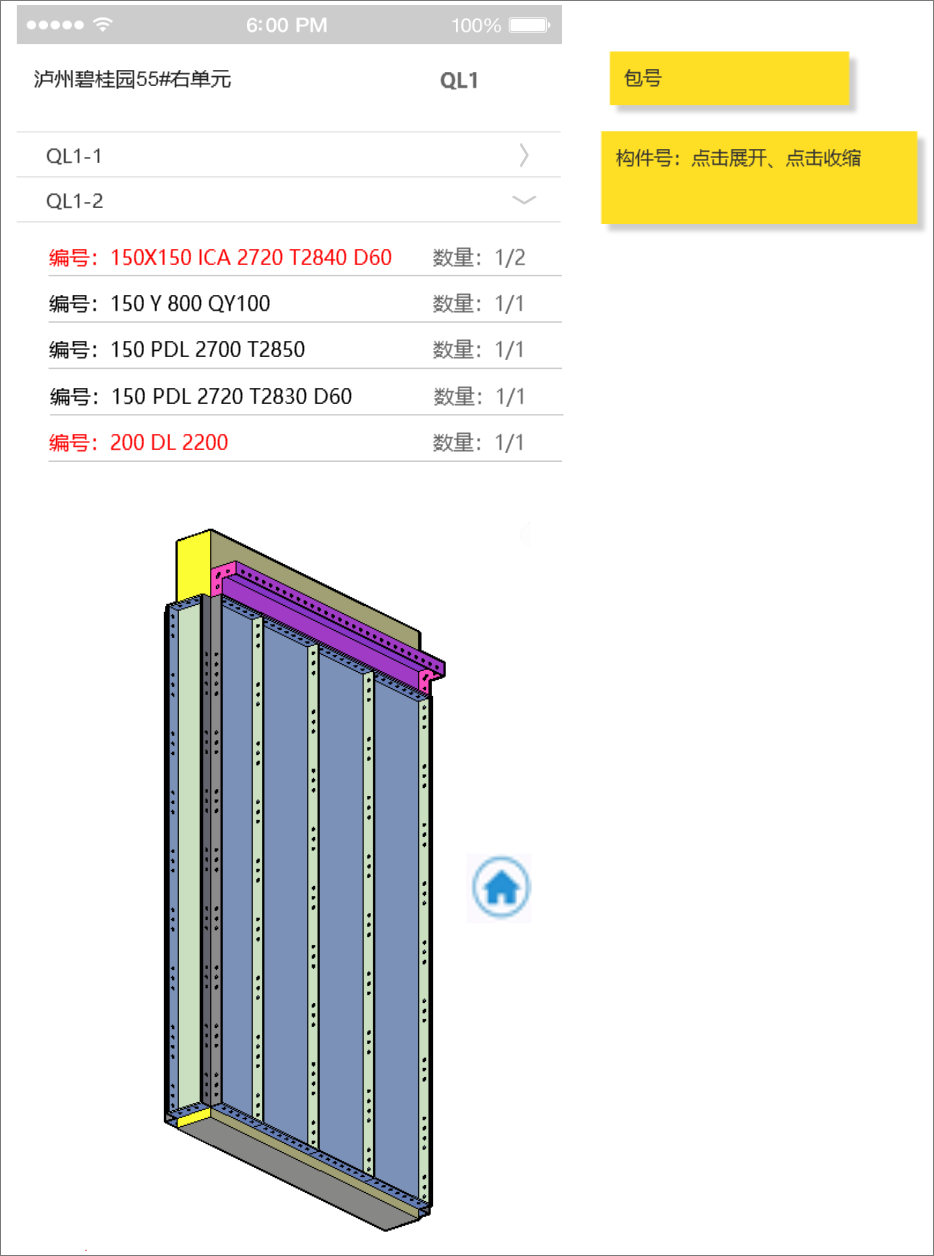 6:00 PM 100%
泸州碧桂园55#右单元 QL1
包号
构件号：点击展开、点击收缩
QL1-1
QL1-2
编号：150X150 ICA 2720 T2840 D60 数量：1/2
编号：150 Y 800 QY100 数量：1/1
编号：150 PDL 2700 T2850 数量：1/1
编号：150 PDL 2720 T2830 D60 数量：1/1
编号：200 DL 2200 数量：1/1